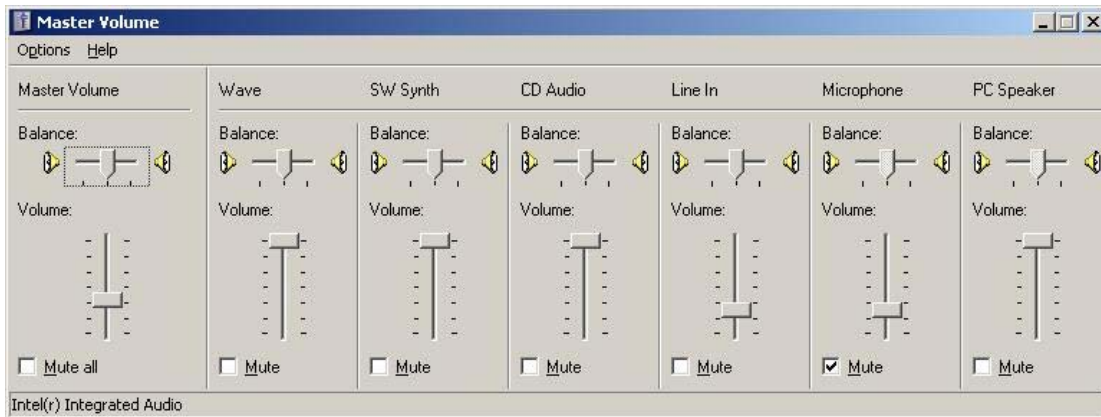 Master Volume
Options Help
Master Volume Wave SW Synth CD Audio Line In Microphone PC Speaker
Balance: Balance: Balance: Balance: Balance: Balance: Balance:
Volume: Volume: Volume: Volume: Volume: Volume: Volume:
Mute all Mute Mute Mute Mute Mute Mute
Intel(r) Integrated Audio